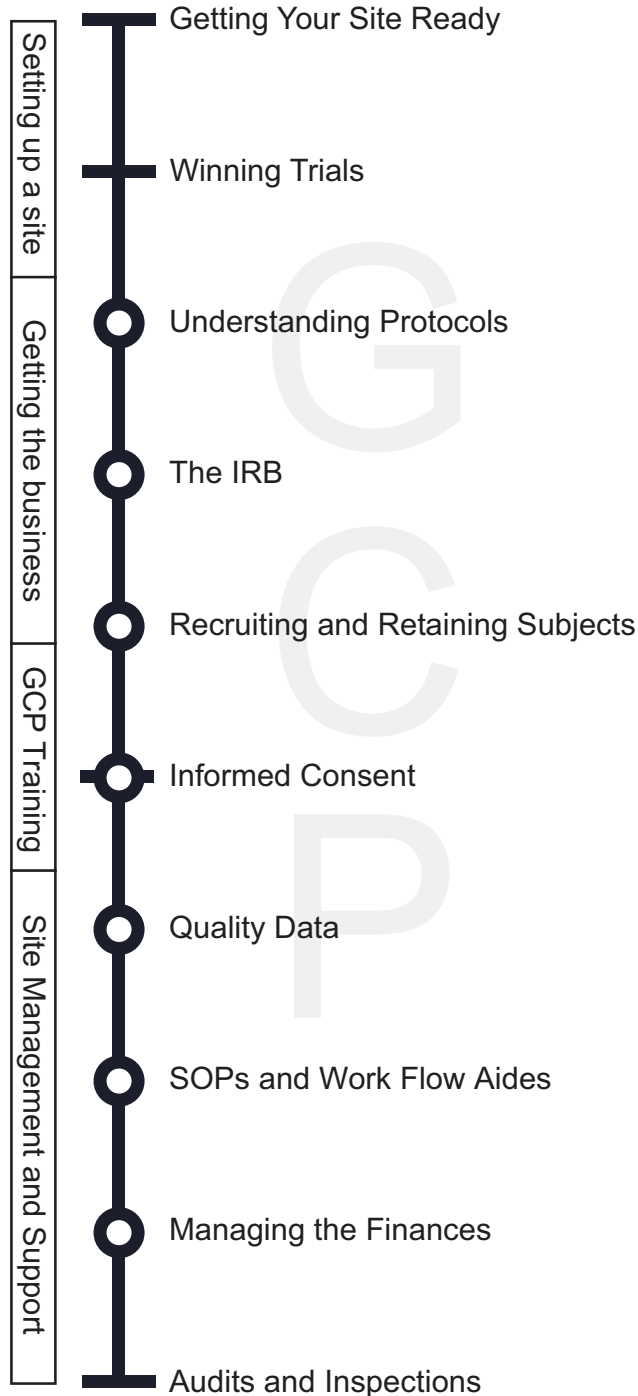 Setting up a site
Getting the business
GCP Training
Site Management and Support
Getting Your Site Ready
Winning Trials
Understanding Protocols
The IRB
Recruiting and Retaining Subjects
Informed Consent
Quality Data
SOPs and Work Flow Aides
Managing the Finances
Audits and Inspections
G
C
P